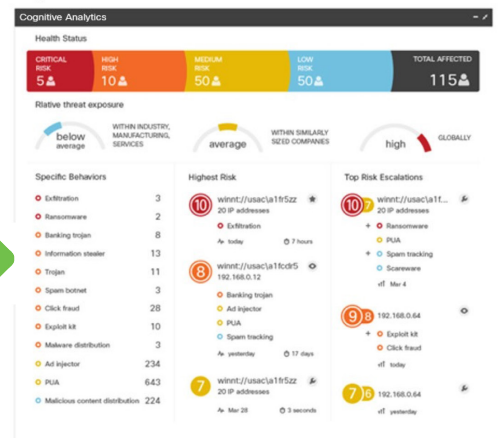 Cognitive Analytics
Health Status
CRITICAL RISK
5
HIGH RISK
10
MEDIUM RISK
50
LOW RISK
50
TOTAL AFFECTED
115
Rlative threat exposure
below average
WITHIN INDUSTRY, MANUFACTURING, SERVICES
average
WITHIN SIMILARLY SIZED COMPANIES
high
GLOBALLY
Specific Behaviors
Exfiltration 3
Ransomware 2
Banking trojan 8
Information stealer 13
Trojan 11
Spam botnet 3
Click fraud 28
Exploit kit 10
Malware distribution 3
Ad injector 234
PUA 643
Malicious content distribution 224
Highest Risk
10 winnt://usac\a1fr5zz
20 IP addresses
Exfiltration
today 7 hours
8 winnt://usac\a1fcdr5
192.168.0.12
Banking trojan
Ad injector
PUA
Spam tracking
yesterday 17 days
7 winnt://usac\a1fr5zz
20 IP addresses
Mar 28 3 seconds
Top Risk Escalations
10 7 winnt://usac\a1f...
20 IP addresses
+ Ransomware
PUA
+ Spam tracking
Scareware
Mar 4
9 8 192.168.0.64
+ Exploit kit
Click fraud
today
7 6 192.168.0.64
yesterday